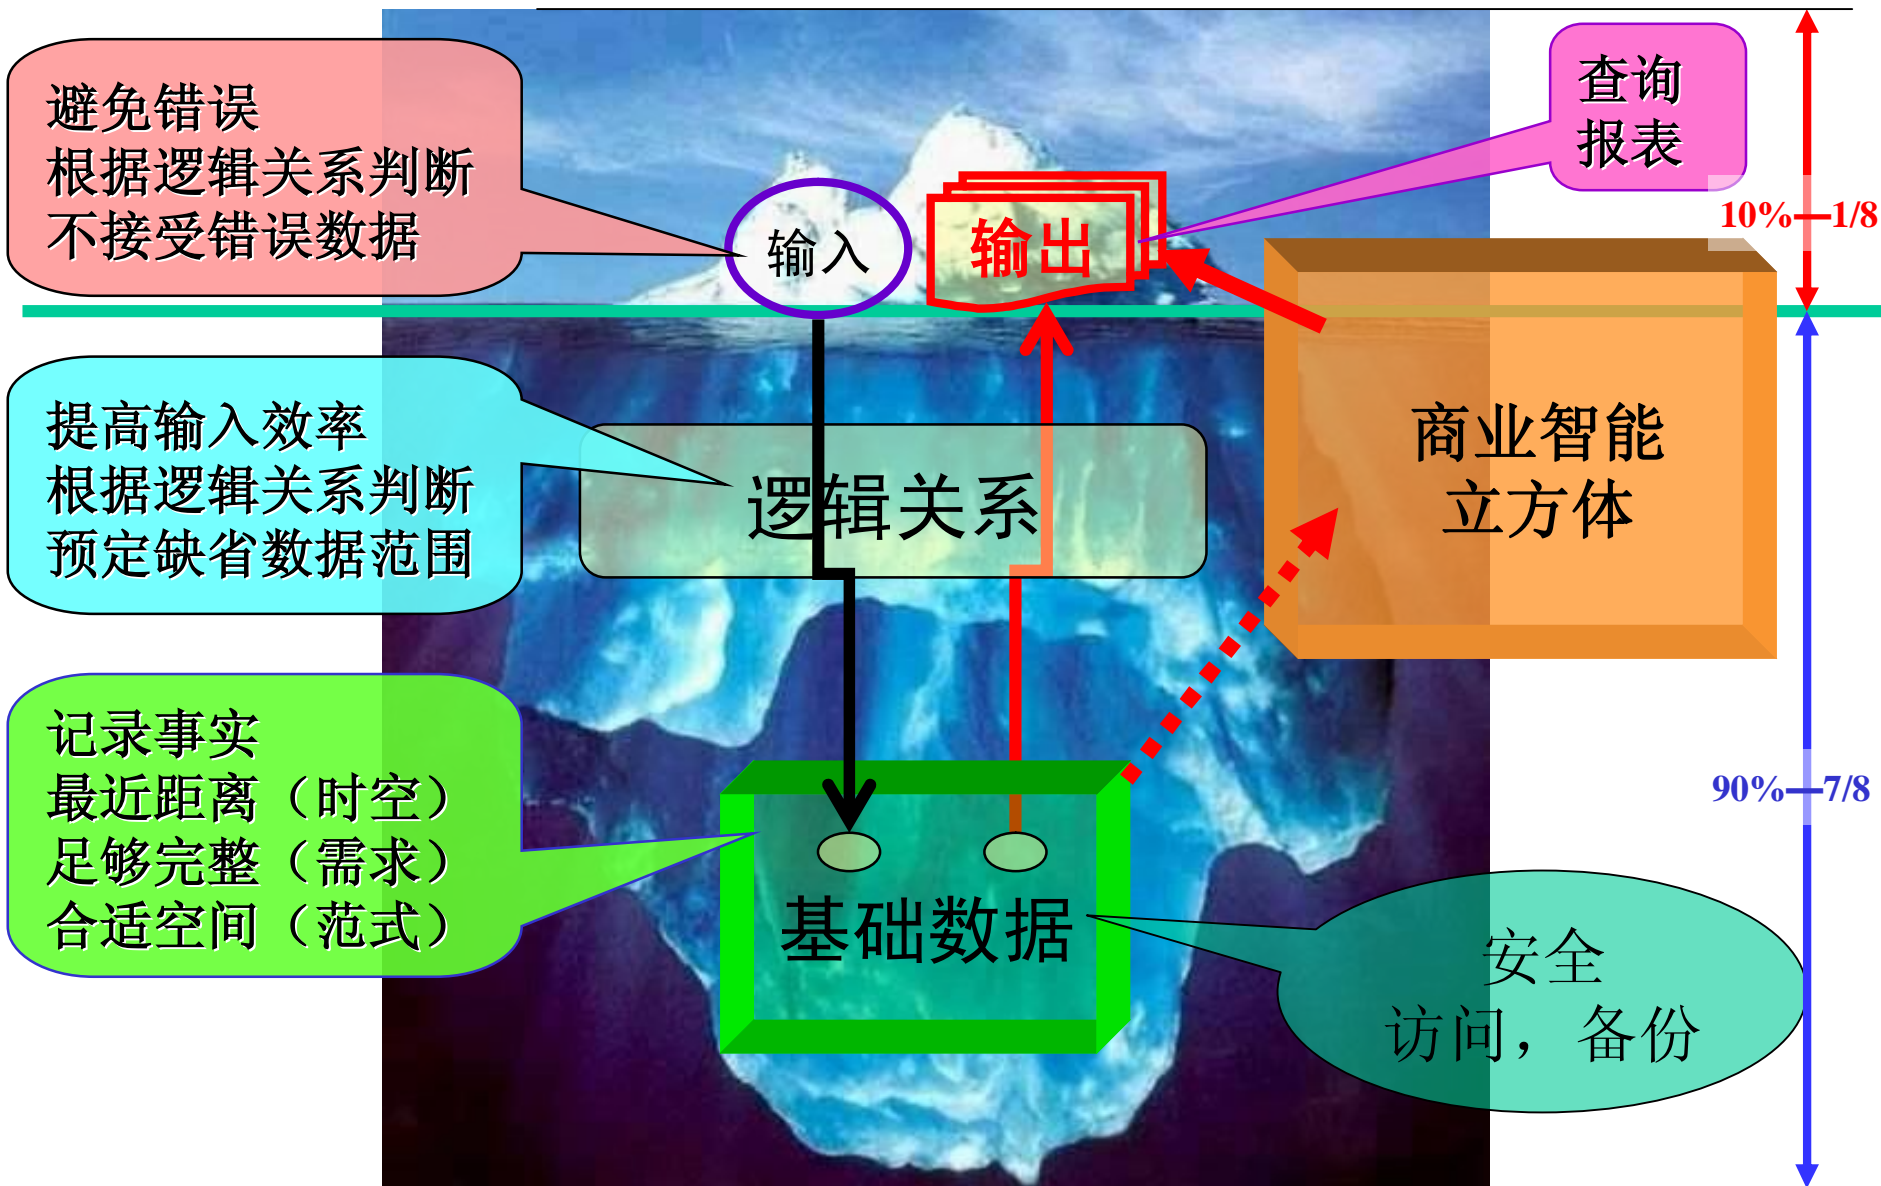 避免错误
根据逻辑关系判断
不接受错误数据
输入
输出
查询
报表
10%—1/8
提高输入效率
根据逻辑关系判断
预定缺省数据范围
逻辑关系
商业智能
立方体
记录事实
最近距离（时空）
足够完整（需求）
合适空间（范式）
基础数据
90%—7/8
安全
访问，备份